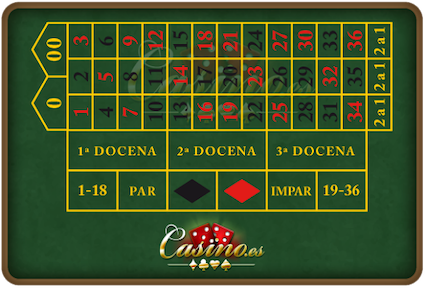 00 3 6 9 12 15 18 21 24 27 30 33 36 2 a 1
2 5 8 11 14 17 20 23 26 29 32 35 2 a 1
0 1 4 7 10 13 16 19 22 25 28 31 34 2 a 1
1ª DOCENA 2ª DOCENA 3ª DOCENA
1-18 PAR IMPAR 19-36
Casino.es